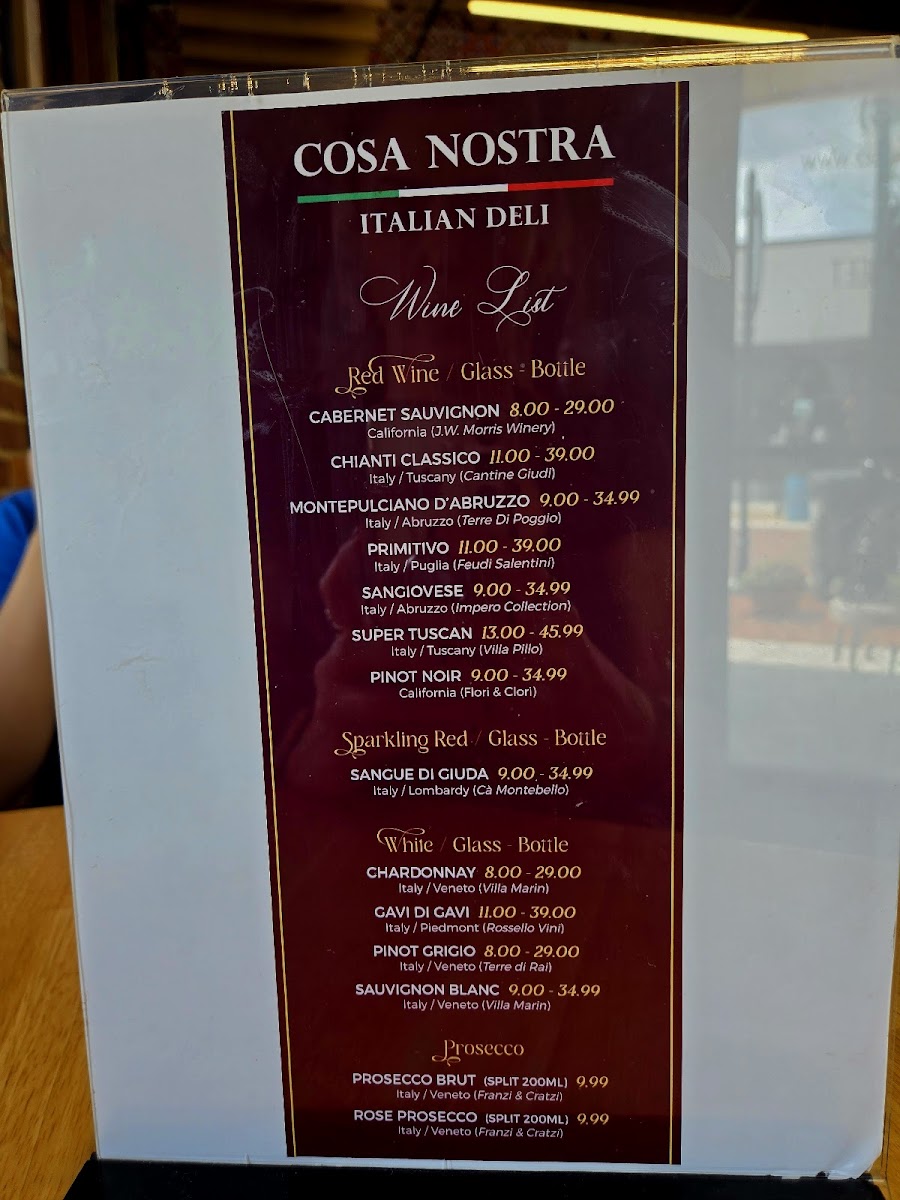 COSA NOSTRA
ITALIAN DELI
Wine List
Red Wine / Glass - Bottle
CABERNET SAUVIGNON 8.00 - 29.00
California (J.W. Morris Winery)
CHIANTI CLASSICO 11.00 - 39.00
Italy / Tuscany (Cantine Giudi)
MONTEPULCIANO D'ABRUZZO 9.00 - 34.99
Italy / Abruzzo (Terre Di Poggio)
PRIMITIVO 11.00 - 39.00
Italy / Puglia (Feudi Salentini)
SANGIOVESE 9.00 - 34.99
Italy / Abruzzo (Impero Collection)
SUPER TUSCAN 13.00 - 45.99
Italy / Tuscany (Villa Pillo)
PINOT NOIR 9.00 - 34.99
California (Flori & Clori)
Sparkling Red / Glass - Bottle
SANGUE DI GIUDA 9.00 - 34.99
Italy / Lombardy (Cà Montebello)
White / Glass - Bottle
CHARDONNAY 8.00 - 29.00
Italy / Veneto (Villa Marin)
GAVI DI GAVI 11.00 - 39.00
Italy / Piedmont (Rossello Vini)
PINOT GRIGIO 8.00 - 29.00
Italy / Veneto (Terre di Rai)
SAUVIGNON BLANC 9.00 - 34.99
Italy / Veneto (Villa Marin)
Prosecco
PROSECCO BRUT (SPLIT 200ML) 9.99
Italy / Veneto (Franzi & Cratzi)
ROSE PROSECCO (SPLIT 200ML) 9.99
Italy / Veneto (Franzi & Cratzi)